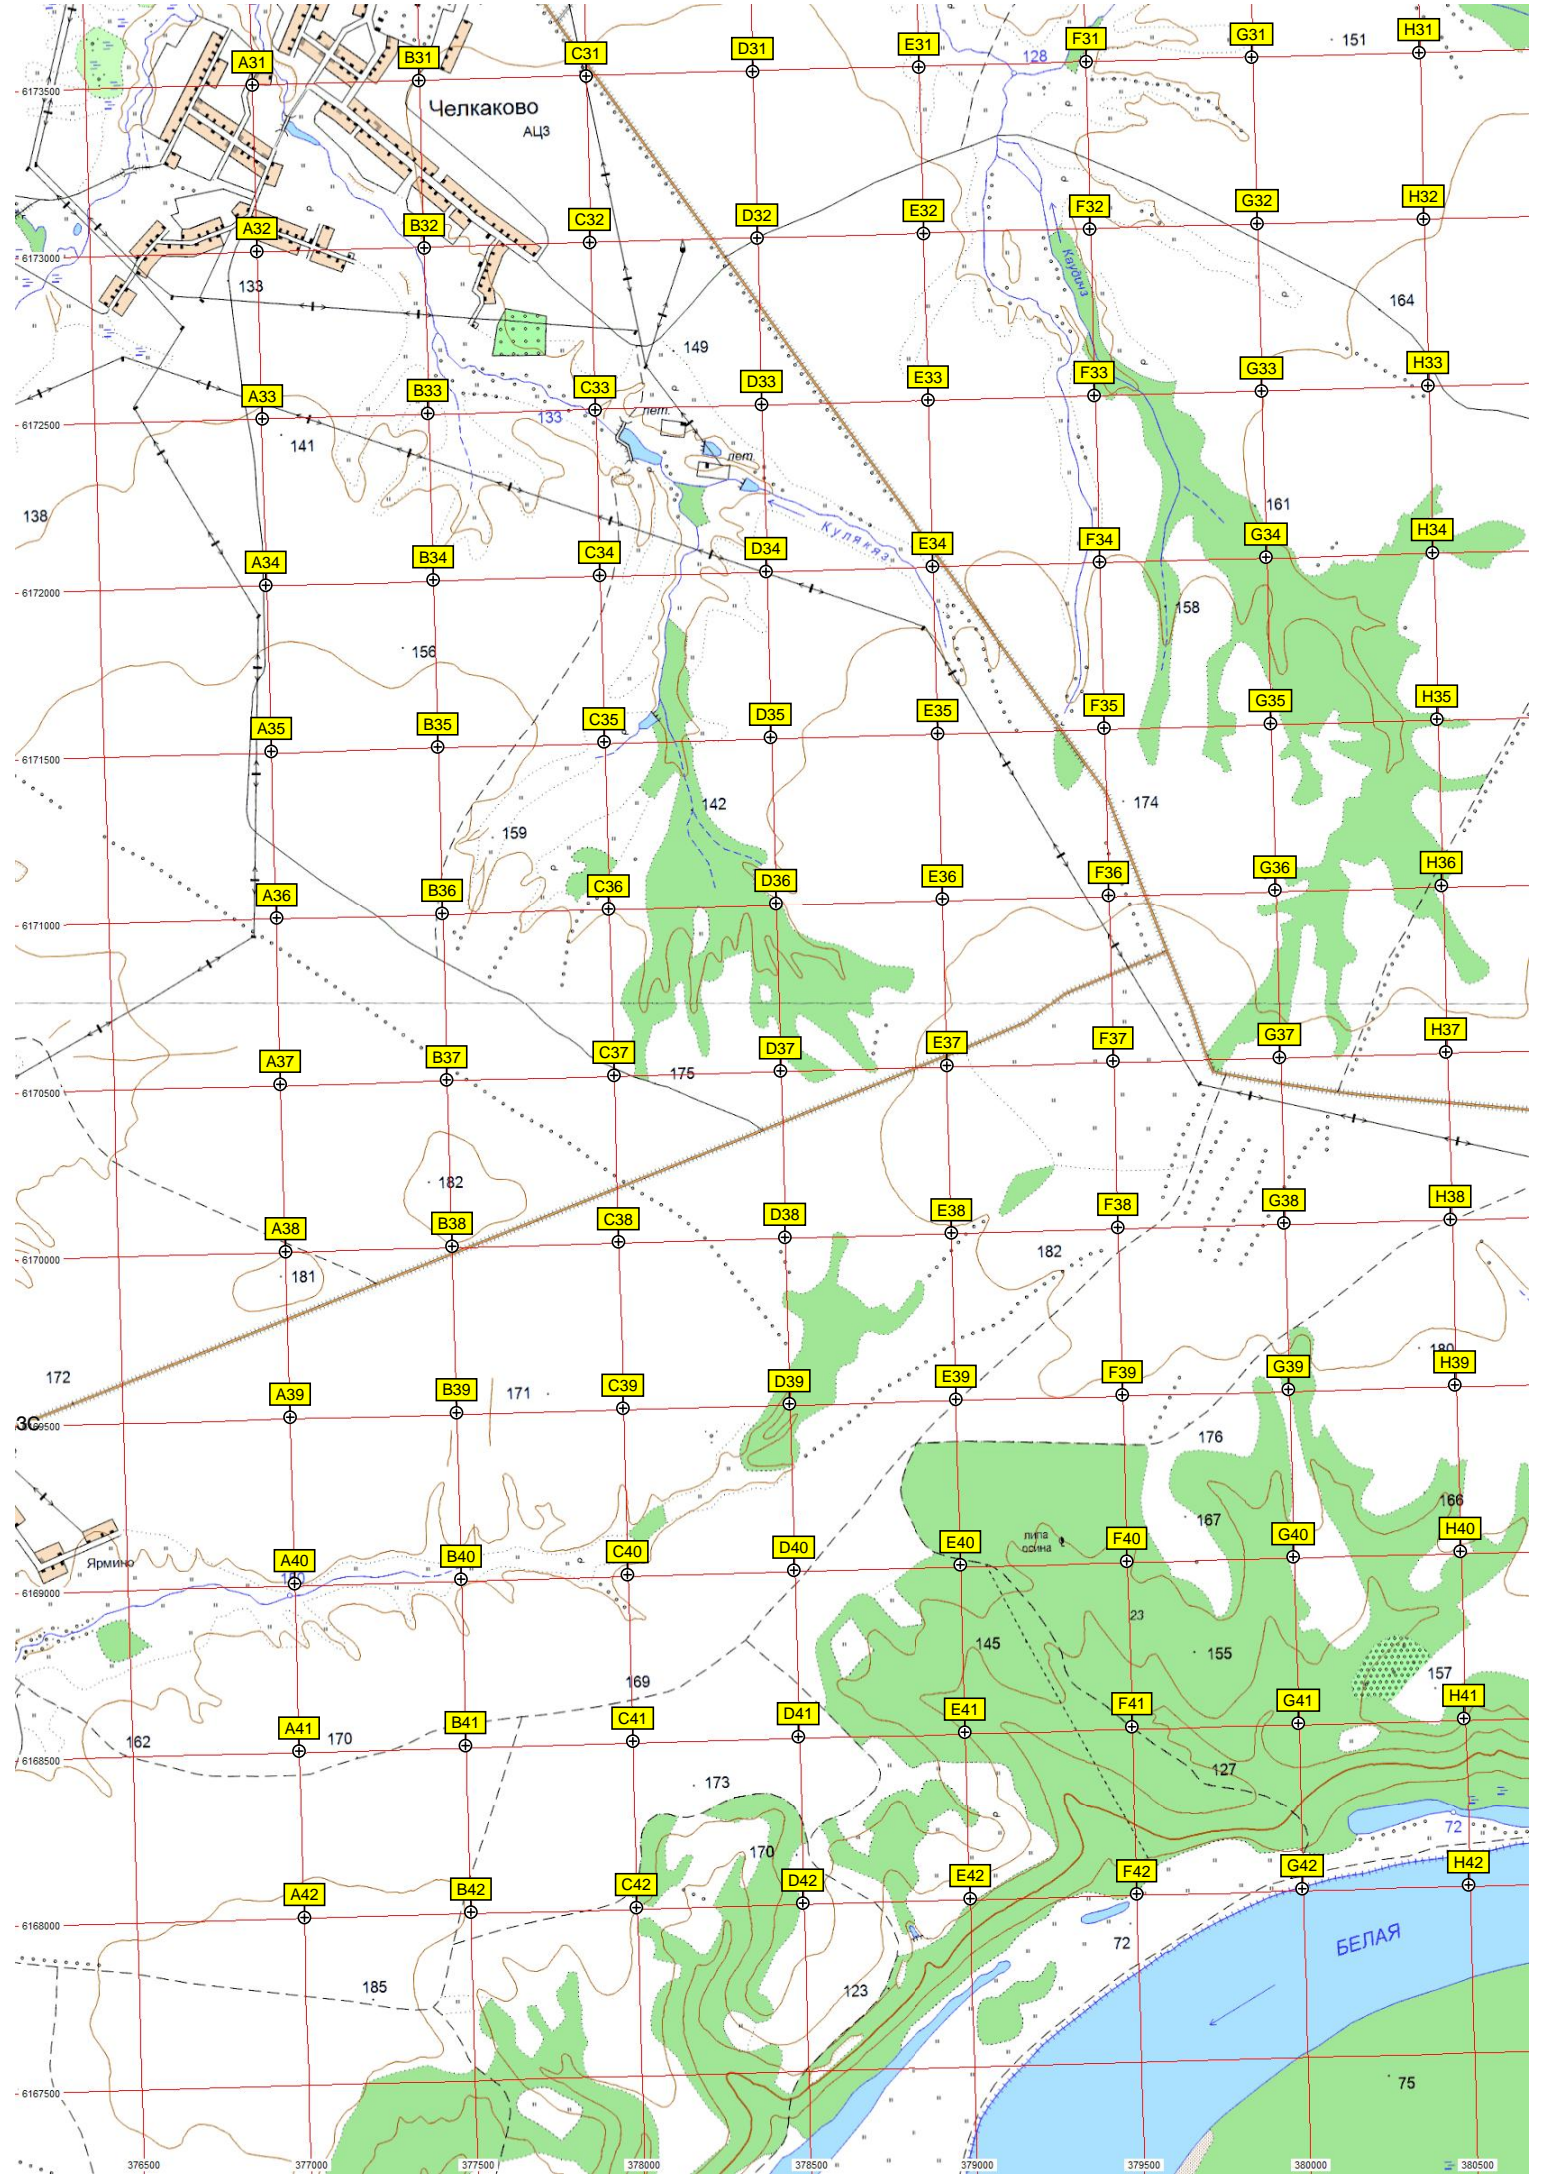 A31 B31 C31 D31 E31 F31 G31 H31
128 151
6173500
Челкаково
АЦЗ
A32 B32 C32 D32 E32 F32 G32 H32
6173000
133 Каудияз 164
149
A33 B33 C33 D33 E33 F33 G33 H33
133 лет.
6172500
141 лет.
138 161
Кулякяз
A34 B34 C34 D34 E34 F34 G34 H34
6172000
158
156
A35 B35 C35 D35 E35 F35 G35 H35
6171500
142 174
159
A36 B36 C36 D36 E36 F36 G36 H36
6171000
A37 B37 C37 D37 E37 F37 G37 H37
175
6170500
182
A38 B38 C38 D38 E38 F38 G38 H38
6170000
181 182
180
172 171
A39 B39 C39 D39 E39 F39 G39 H39
ЗС
6169500
176
166
167
липа
осина
Ярмино
A40 B40 C40 D40 E40 F40 G40 H40
6169000
23
145 155
169 157
A41 B41 C41 D41 E41 F41 G41 H41
162 170
6168500
127
173
72
170
A42 B42 C42 D42 E42 F42 G42 H42
6168000
72 БЕЛАЯ
185 123
75
6167500
376500 377000 377500 378000 378500 379000 379500 380000 380500